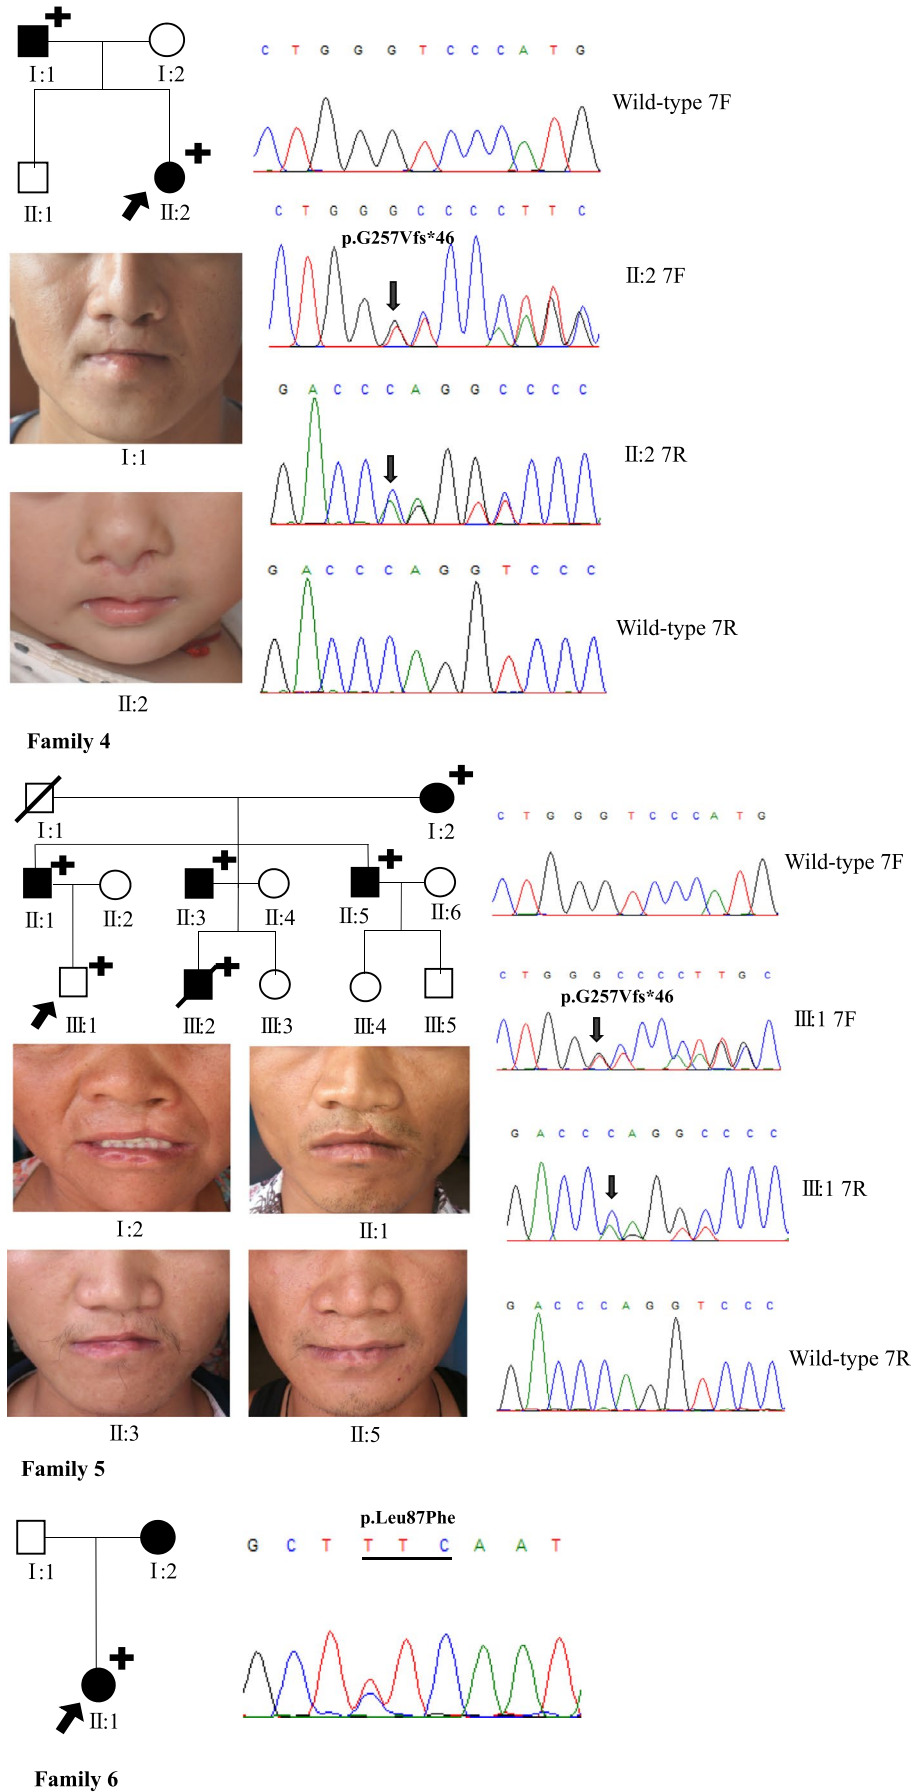 I:1
I:2
II:1
II:2
C T G G G T C C C A T G
Wild-type 7F
C T G G G C C C C T T C
p.G257Vfs*46
II:2 7F
G A C C C A G G C C C C
II:2 7R
G A C C C A G G T C C C
Wild-type 7R
I:1
II:2
Family 4
I:1
I:2
II:1
II:2
II:3
II:4
II:5
II:6
III:1
III:2
III:3
III:4
III:5
C T G G G T C C C A T G
Wild-type 7F
C T G G G C C C C T T G C
p.G257Vfs*46
III:1 7F
G A C C C A G G C C C C
III:1 7R
G A C C C A G G T C C C
Wild-type 7R
I:2
II:1
II:3
II:5
Family 5
I:1
I:2
II:1
p.Leu87Phe
G C T T T C A A T
Family 6